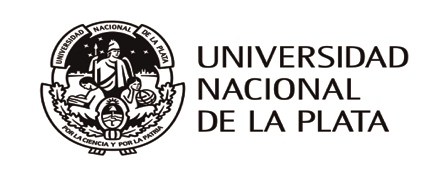 UNIVERSIDAD NACIONAL DE LA PLATA
POR LA CIENCIA Y POR LA PATRIA
UNIVERSIDAD
NACIONAL
DE LA PLATA